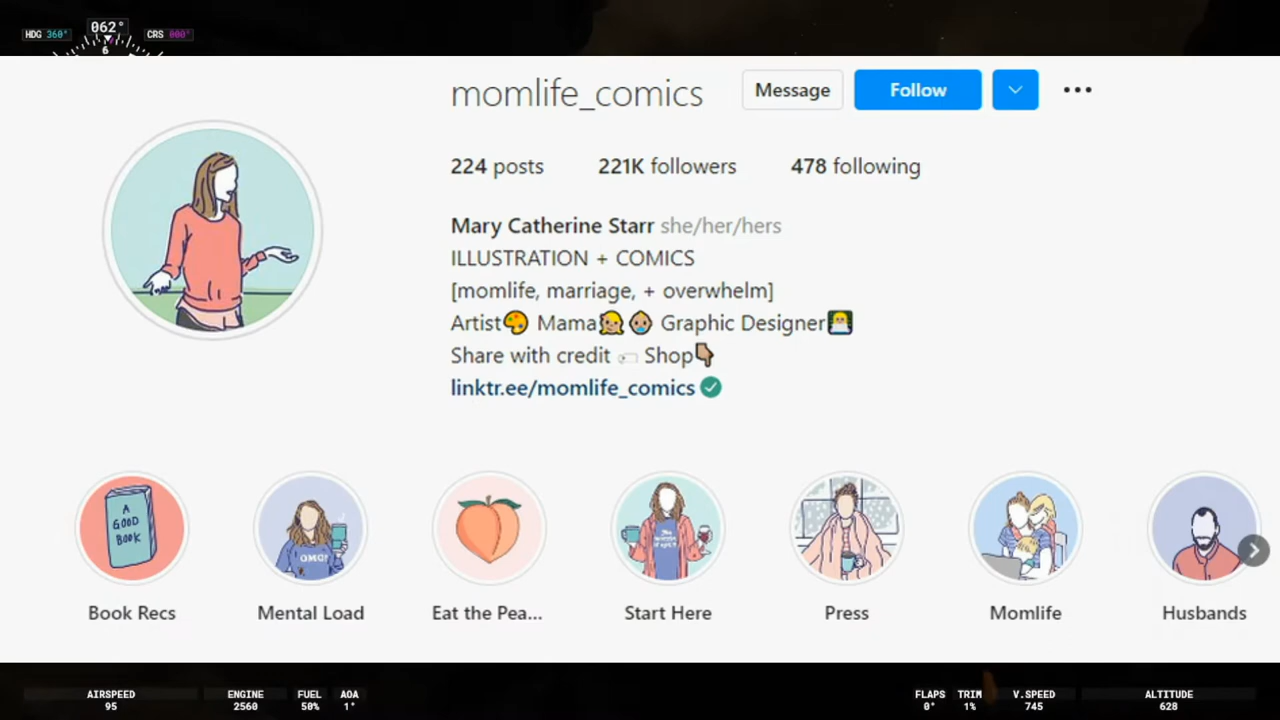 HDG 360° 062° CRS 000°
6
momlife_comics Message Follow
224 posts 221K followers 478 following
Mary Catherine Starr she/her/hers
ILLUSTRATION + COMICS
[momlife, marriage, + overwhelm]
Artist🎨 Mama👱🏼‍♀️👶🏽 Graphic Designer👩🏼‍💻
Share with credit 🏷️ Shop👇🏽
linktr.ee/momlife_comics
A GOOD BOOK
OMG!
Book Recs Mental Load Eat the Pea... Start Here Press Momlife Husbands
AIRSPEED ENGINE FUEL AOA FLAPS TRIM V.SPEED ALTITUDE
95 2560 50% 1° 0° 1% 745 628